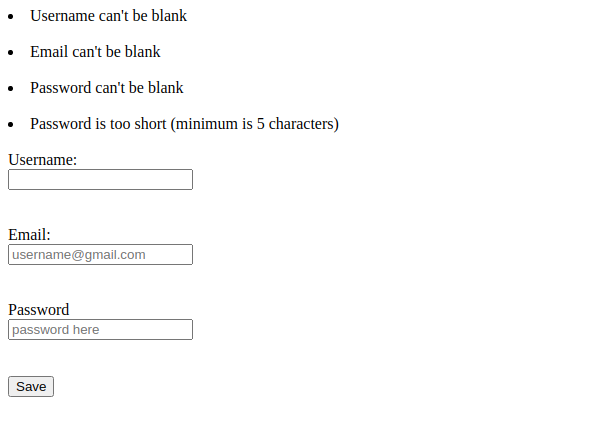 Username can't be blank
Email can't be blank
Password can't be blank
Password is too short (minimum is 5 characters)
Username:
Email:
username@gmail.com
Password
password here
Save